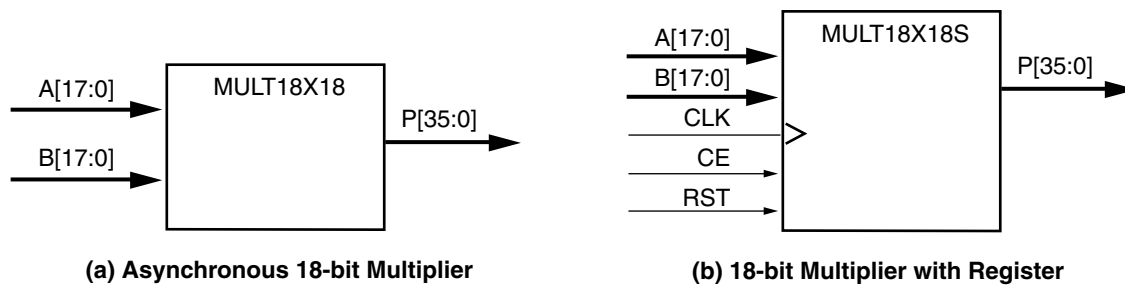 MULT18X18
A[17:0]
B[17:0]
P[35:0]
(a) Asynchronous 18-bit Multiplier
MULT18X18S
A[17:0]
B[17:0]
CLK
CE
RST
P[35:0]
(b) 18-bit Multiplier with Register